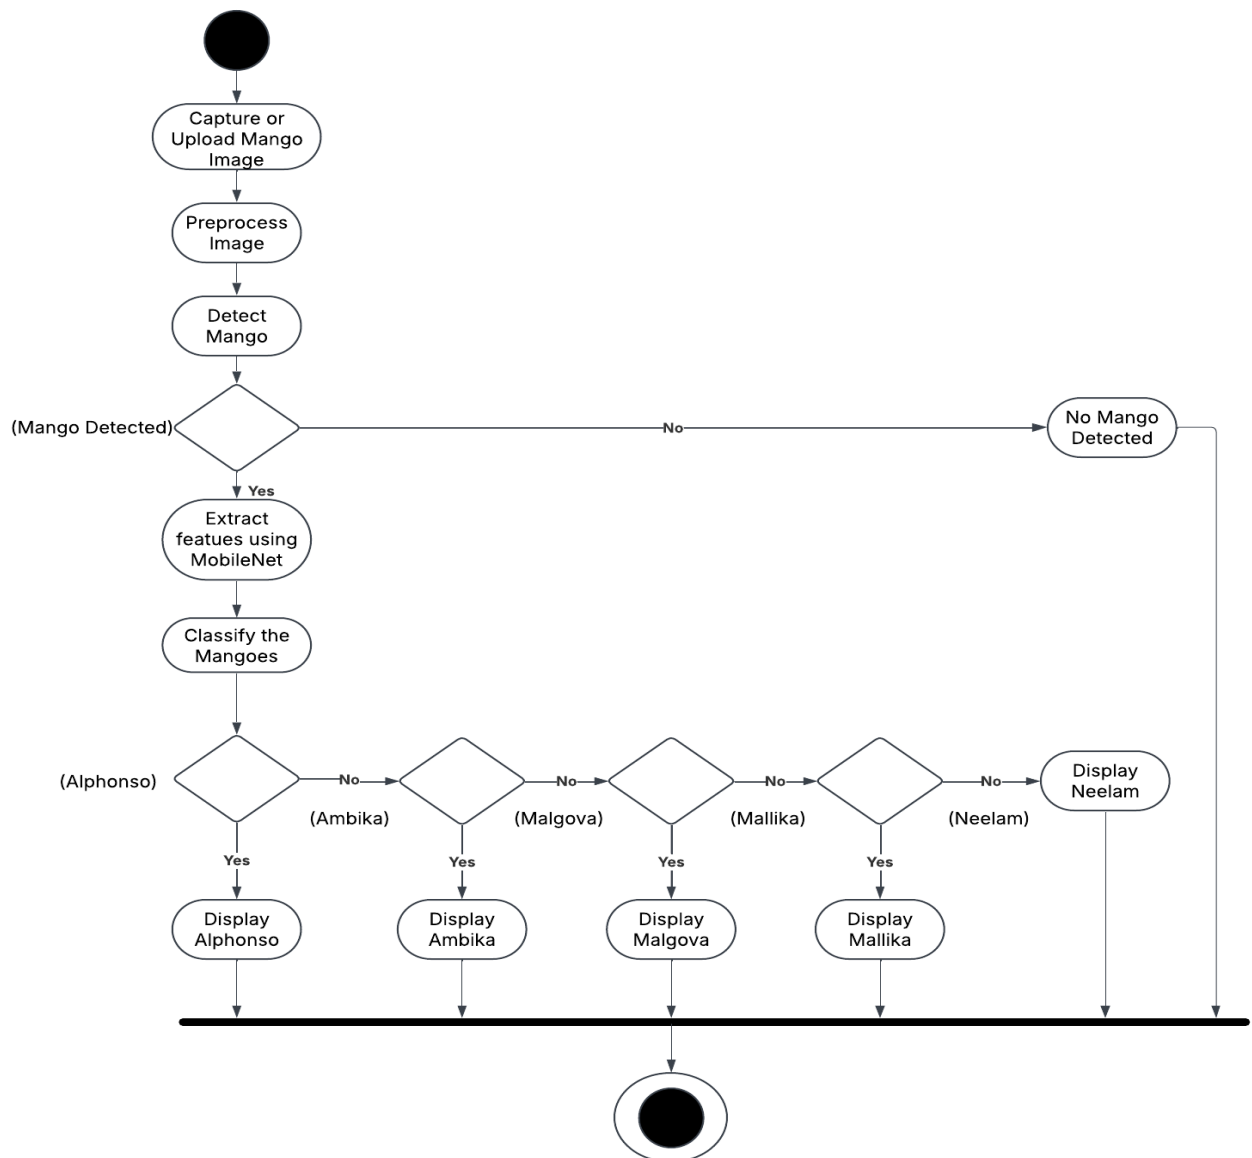 Capture or
Upload Mango
Image
Preprocess
Image
Detect
Mango
(Mango Detected)
No
No Mango
Detected
Yes
Extract
featues using
MobileNet
Classify the
Mangoes
(Alphonso)
No
(Ambika)
No
(Malgova)
No
(Mallika)
No
(Neelam)
Display
Neelam
Yes
Yes
Yes
Yes
Display
Alphonso
Display
Ambika
Display
Malgova
Display
Mallika